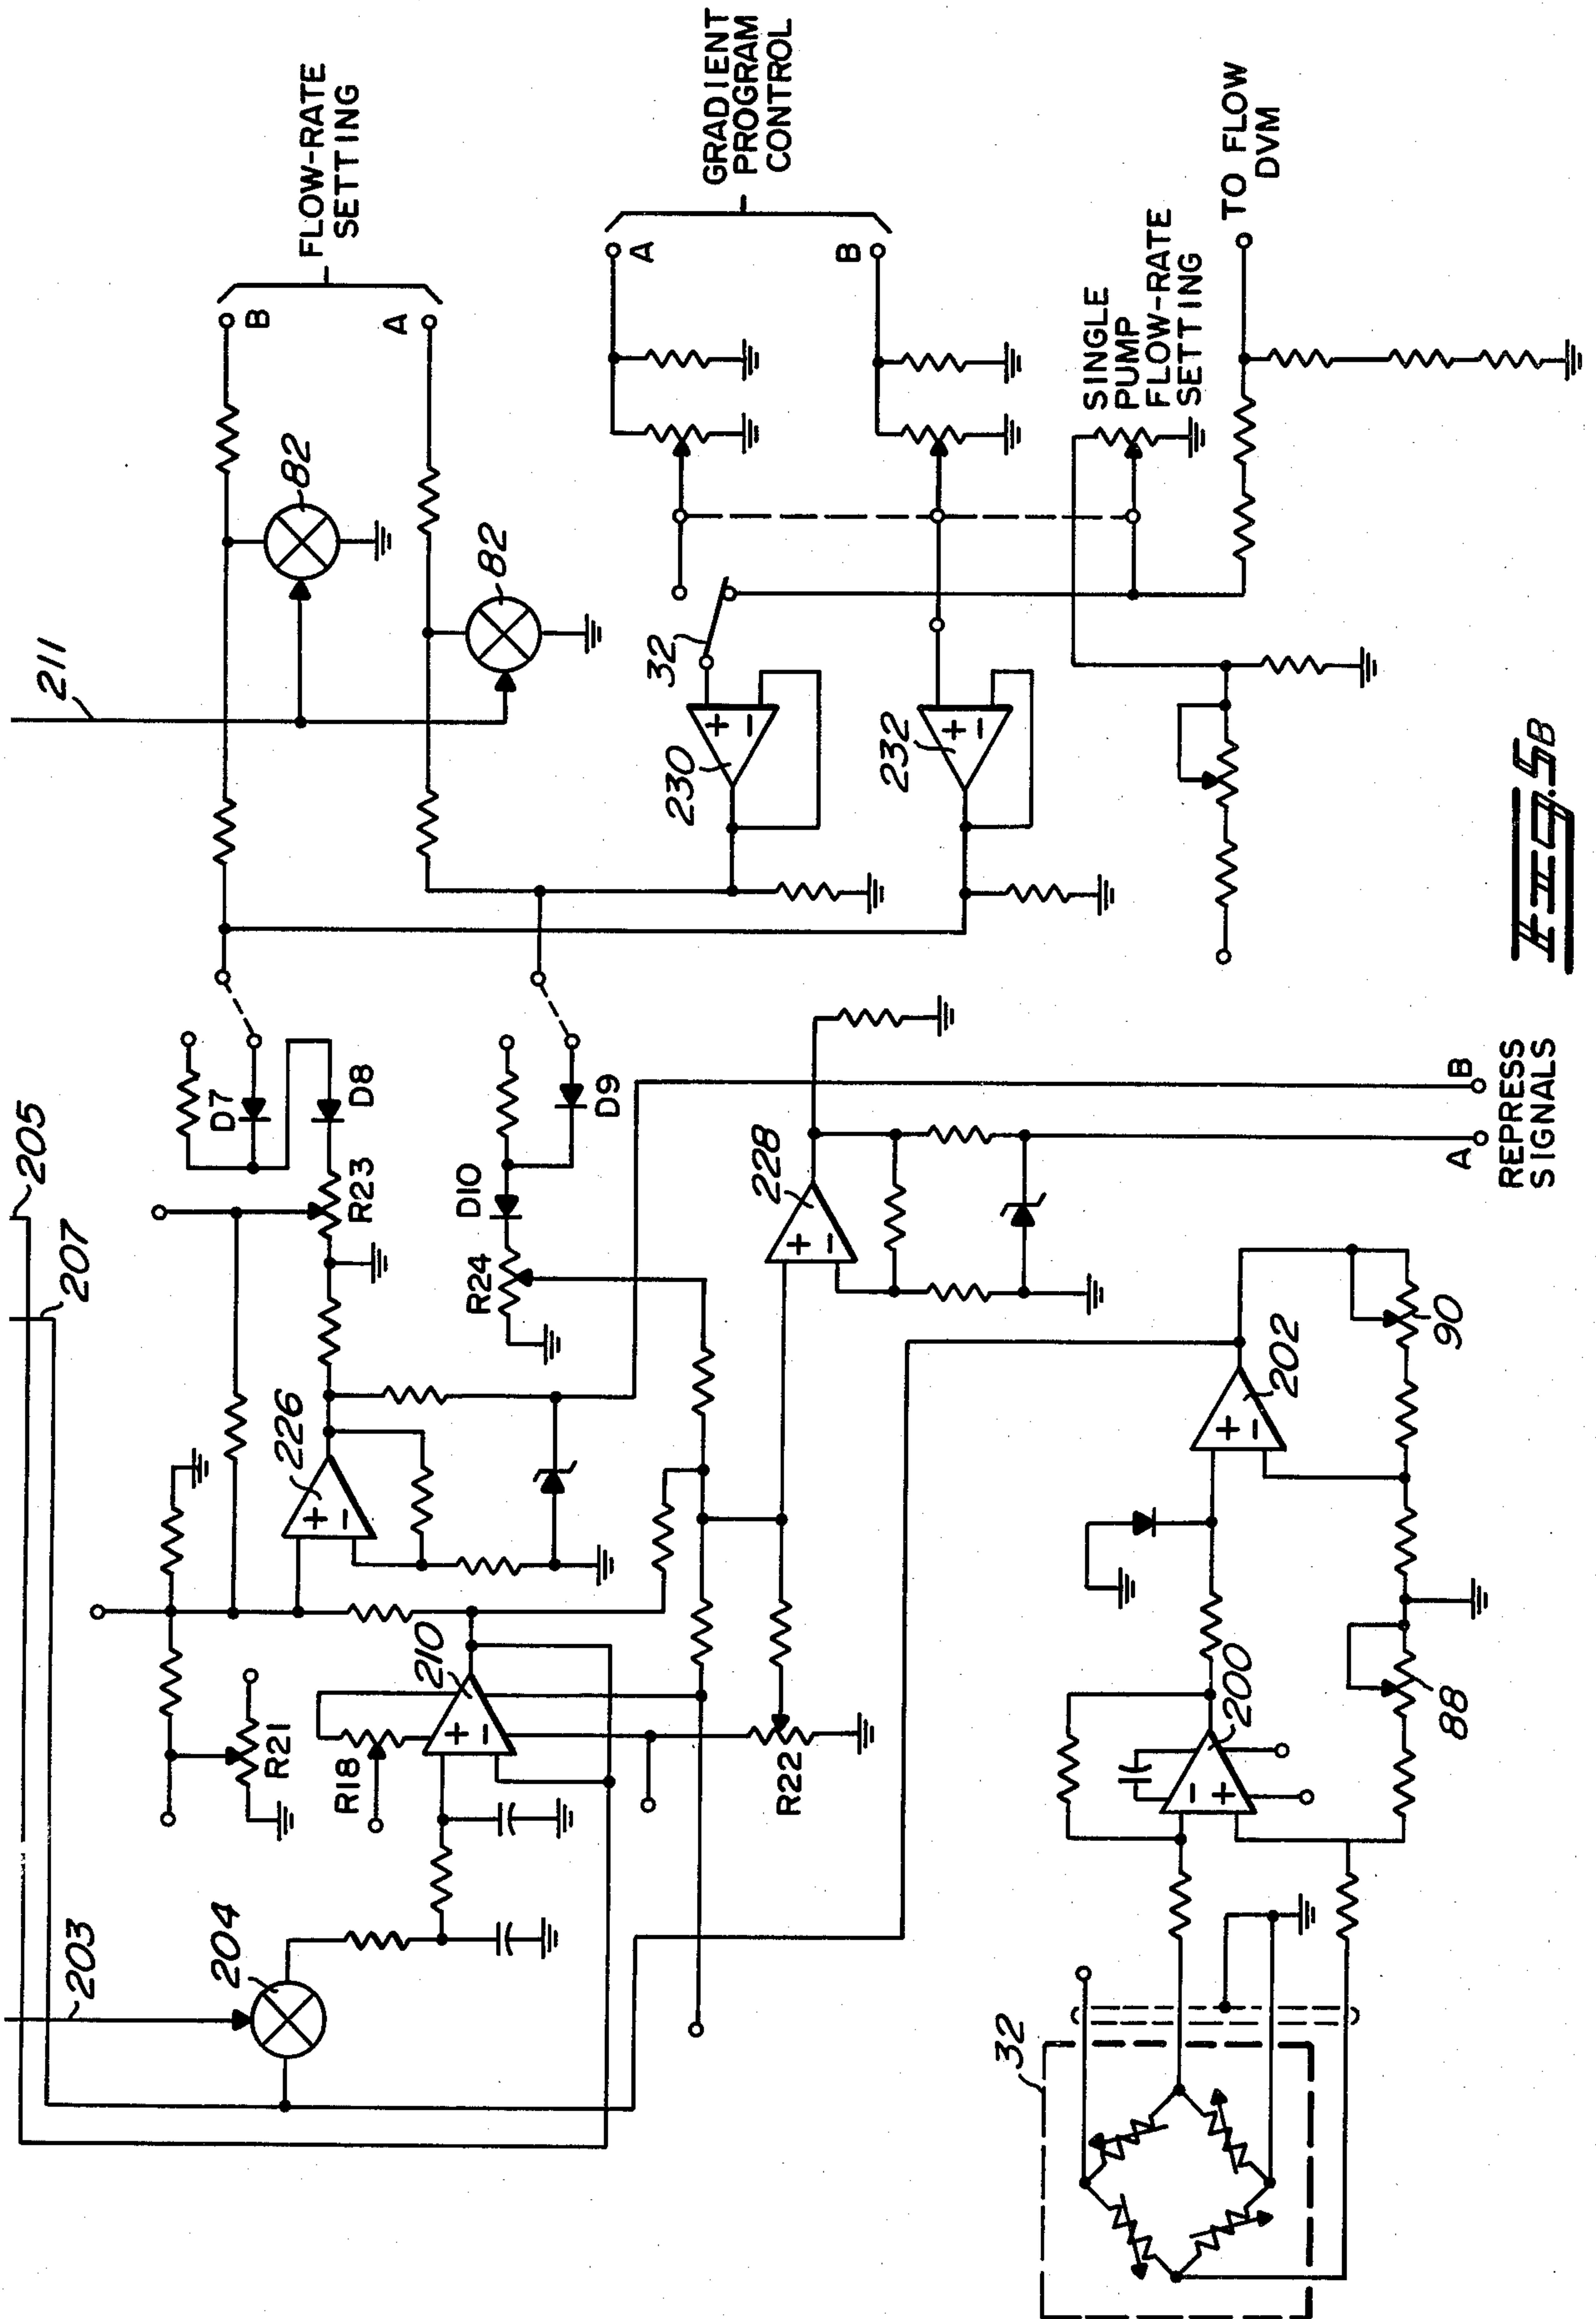 205
207
203
204
R21
R18
210
226
R23
D7
D8
211
82
82
B
A
FLOW-RATE
SETTING
D9
D10
R24
R22
228
230
32
232
A
B
GRADIENT
PROGRAM
CONTROL
SINGLE
PUMP
FLOW-RATE
SETTING
TO FLOW
DVM
32
200
88
202
90
A
B
REPRESS
SIGNALS
+
-
+
-
+
-
+
-
+
-
-
+
+
-
FIG. 5B